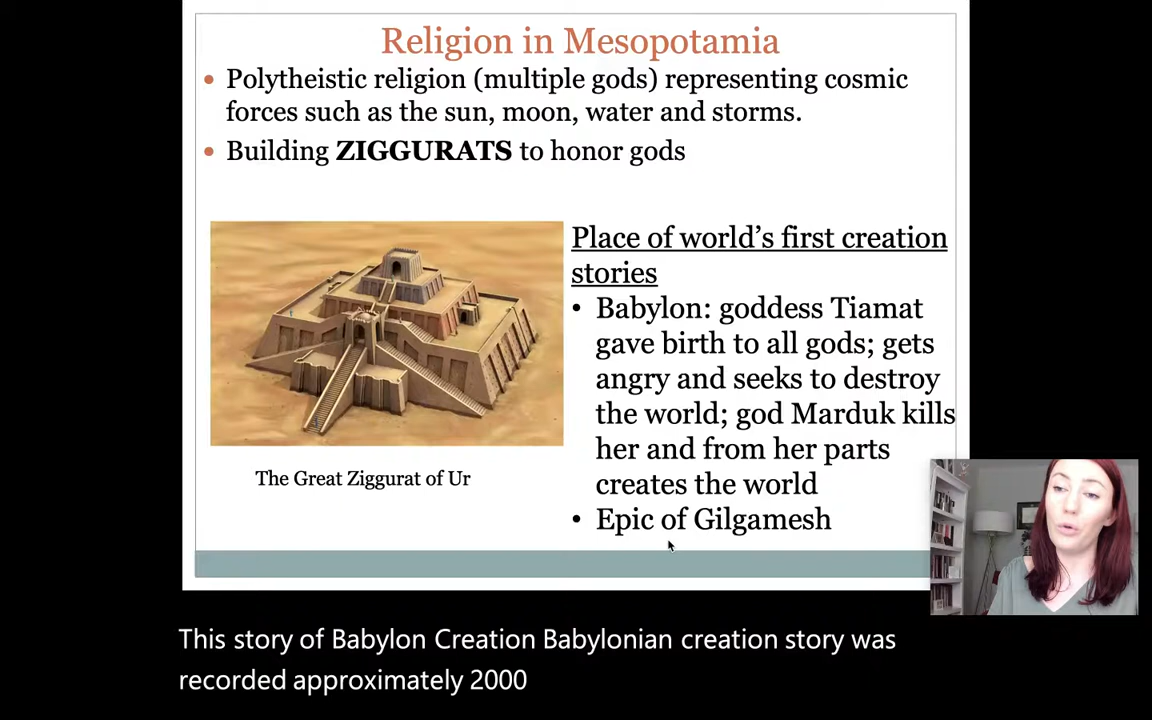 Religion in Mesopotamia
• Polytheistic religion (multiple gods) representing cosmic
forces such as the sun, moon, water and storms.
• Building ZIGGURATS to honor gods
The Great Ziggurat of Ur
Place of world’s first creation
stories
• Babylon: goddess Tiamat
gave birth to all gods; gets
angry and seeks to destroy
the world; god Marduk kills
her and from her parts
creates the world
• Epic of Gilgamesh
This story of Babylon Creation Babylonian creation story was
recorded approximately 2000